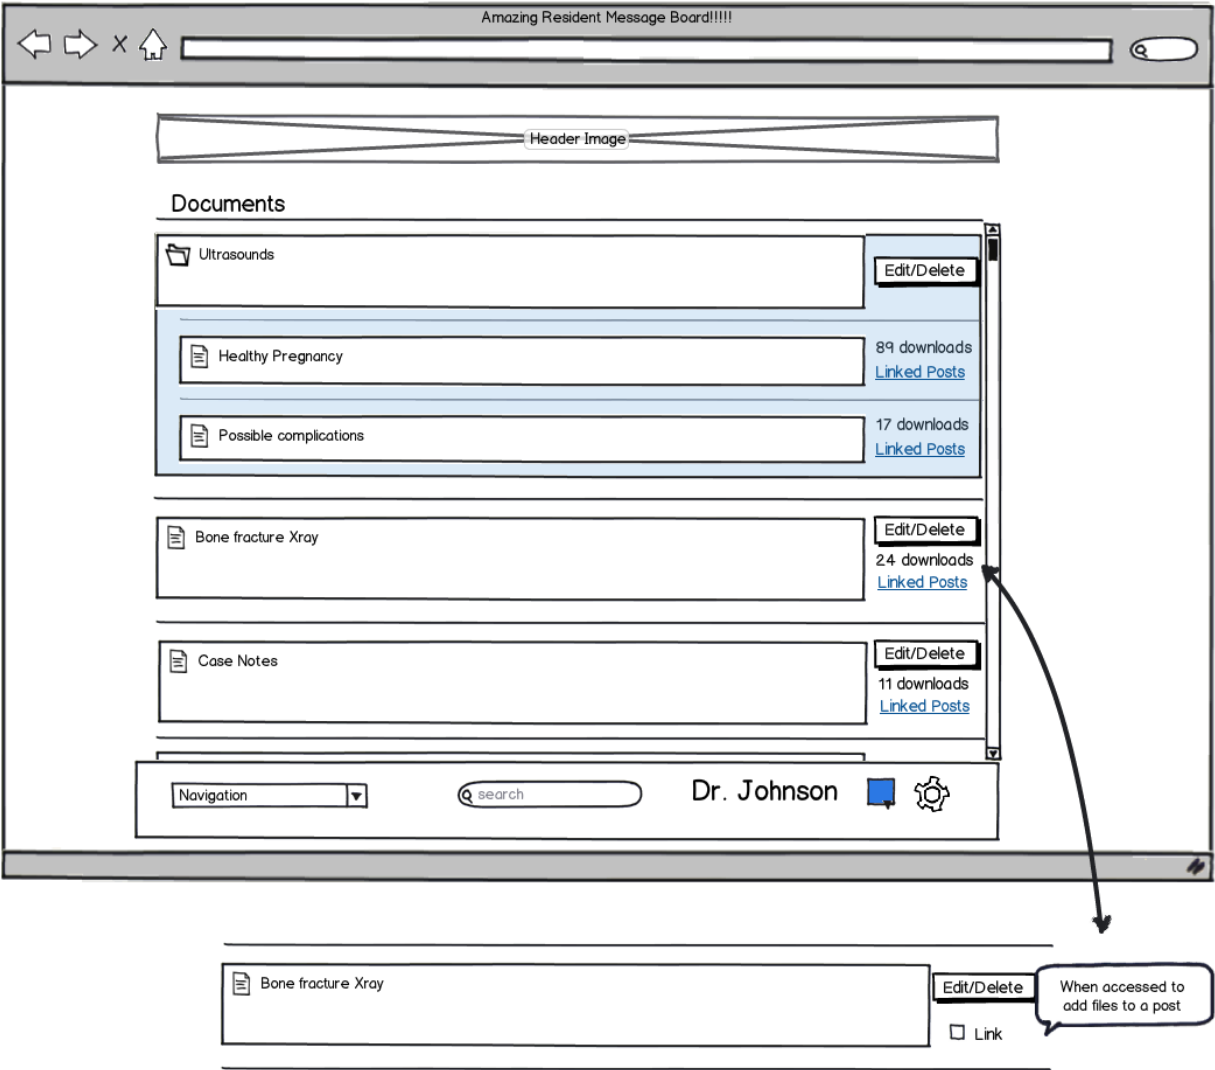 Amazing Resident Message Board!!!!!
Header Image
Documents
Ultrasounds
Edit/Delete
Healthy Pregnancy
89 downloads
Linked Posts
Possible complications
17 downloads
Linked Posts
Bone fracture Xray
Edit/Delete
24 downloads
Linked Posts
Case Notes
Edit/Delete
11 downloads
Linked Posts
Navigation
search
Dr. Johnson
Bone fracture Xray
Edit/Delete
Link
When accessed to
add files to a post